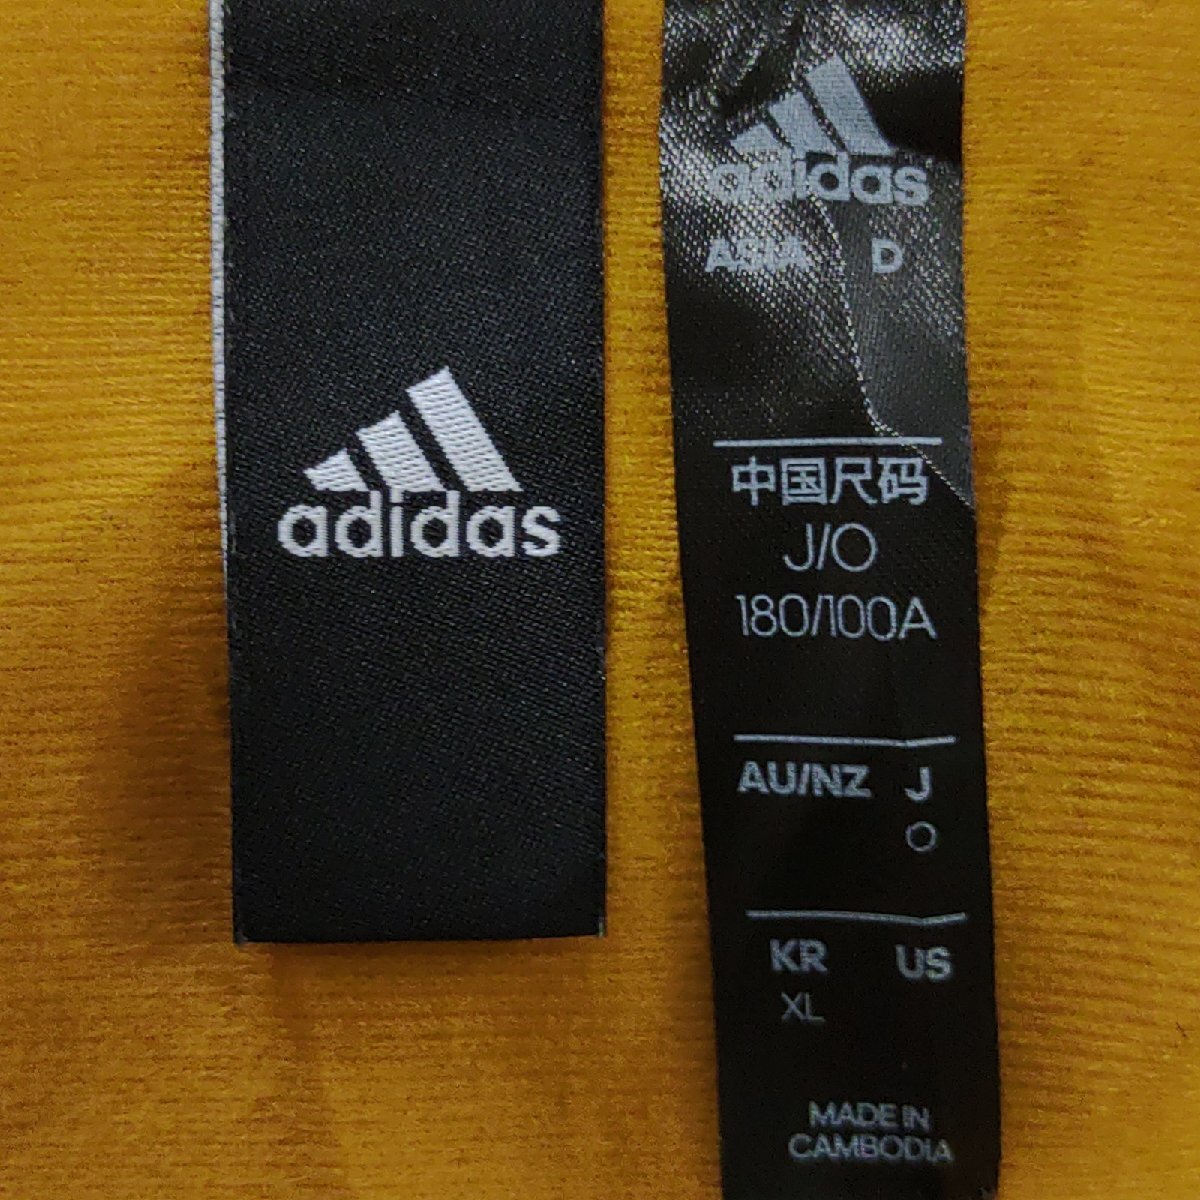 adidas
adidas
ASIA D
中国尺码
J/O
180/100A
AU/NZ J
O
KR US
XL
MADE IN
CAMBODIA